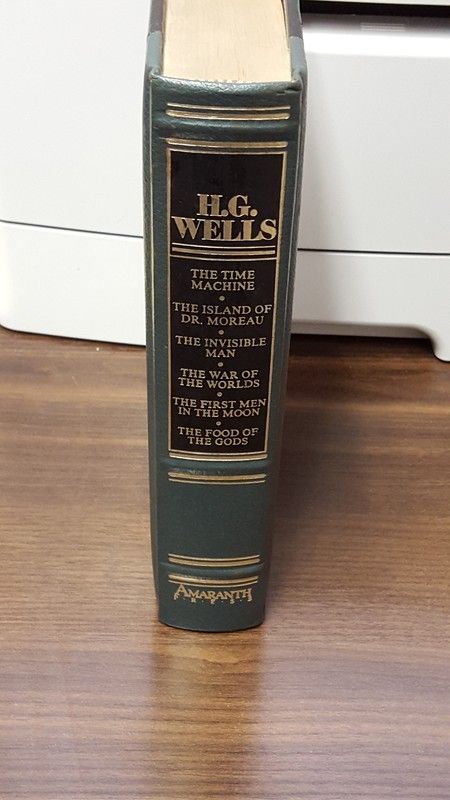 H.G.
WELLS
THE TIME
MACHINE
•
THE ISLAND OF
DR. MOREAU
•
THE INVISIBLE
MAN
•
THE WAR OF
THE WORLDS
•
THE FIRST MEN
IN THE MOON
•
THE FOOD OF
THE GODS
AMARANTH
P•R•E•S•S